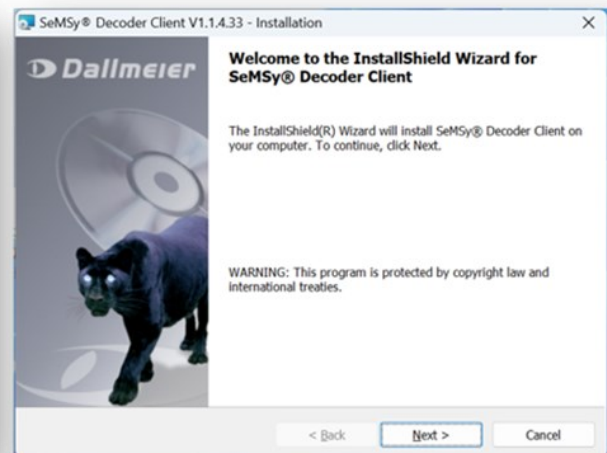 SeMSy® Decoder Client V1.1.4.33 - Installation
Dallmeier
Welcome to the InstallShield Wizard for
SeMSy® Decoder Client
The InstallShield(R) Wizard will install SeMSy® Decoder Client on
your computer. To continue, click Next.
WARNING: This program is protected by copyright law and
international treaties.
< Back
Next >
Cancel